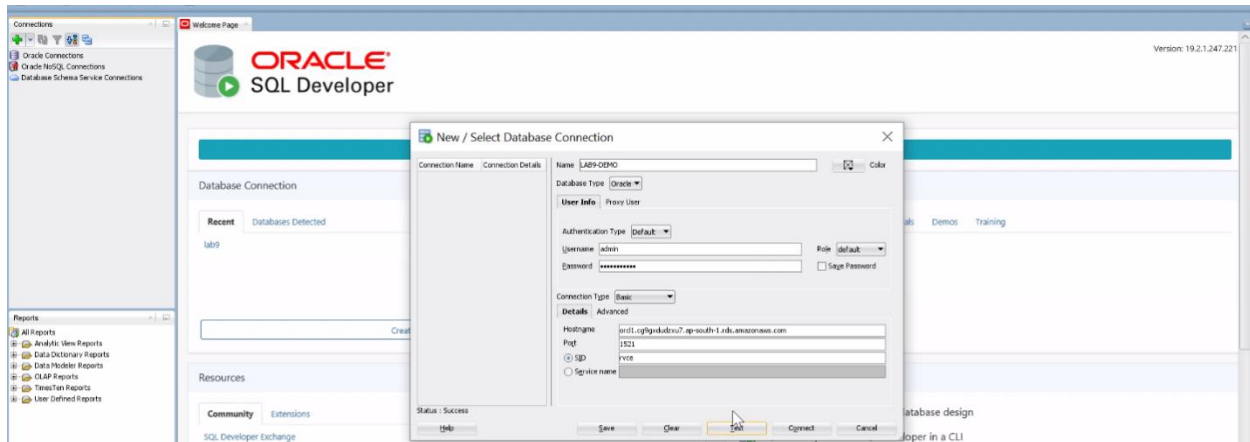 Connections
Welcome Page
Oracle Connections
Oracle NoSQL Connections
Database Schema Service Connections
ORACLE
SQL Developer
Version: 19.2.1.247.221
Database Connection
Recent Databases Detected
lab9
Demos Training
Resources
Community Extensions
SQL Developer Exchange
Reports
All Reports
Analytic View Reports
Data Dictionary Reports
Data Modeler Reports
OLAP Reports
TimesTen Reports
User Defined Reports
New / Select Database Connection
Connection Name Connection Details
Name LAB9-DEMO
Color
Database Type Oracle
User Info Proxy User
Authentication Type Default
Username admin
Role default
Password
Save Password
Connection Type Basic
Details Advanced
Hostname
Port 1521
SID
Service name
Status : Success
Help Save Clear Test Connect Cancel
atabase design
loper in a CLI